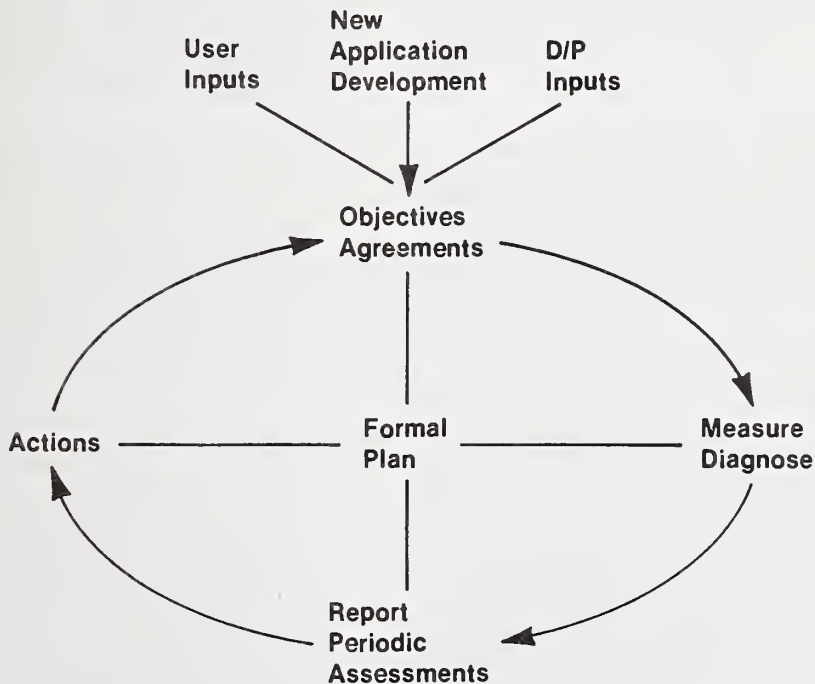 User
Inputs
New
Application
Development
D/P
Inputs
Objectives
Agreements
Actions
Formal
Plan
Measure
Diagnose
Report
Periodic
Assessments